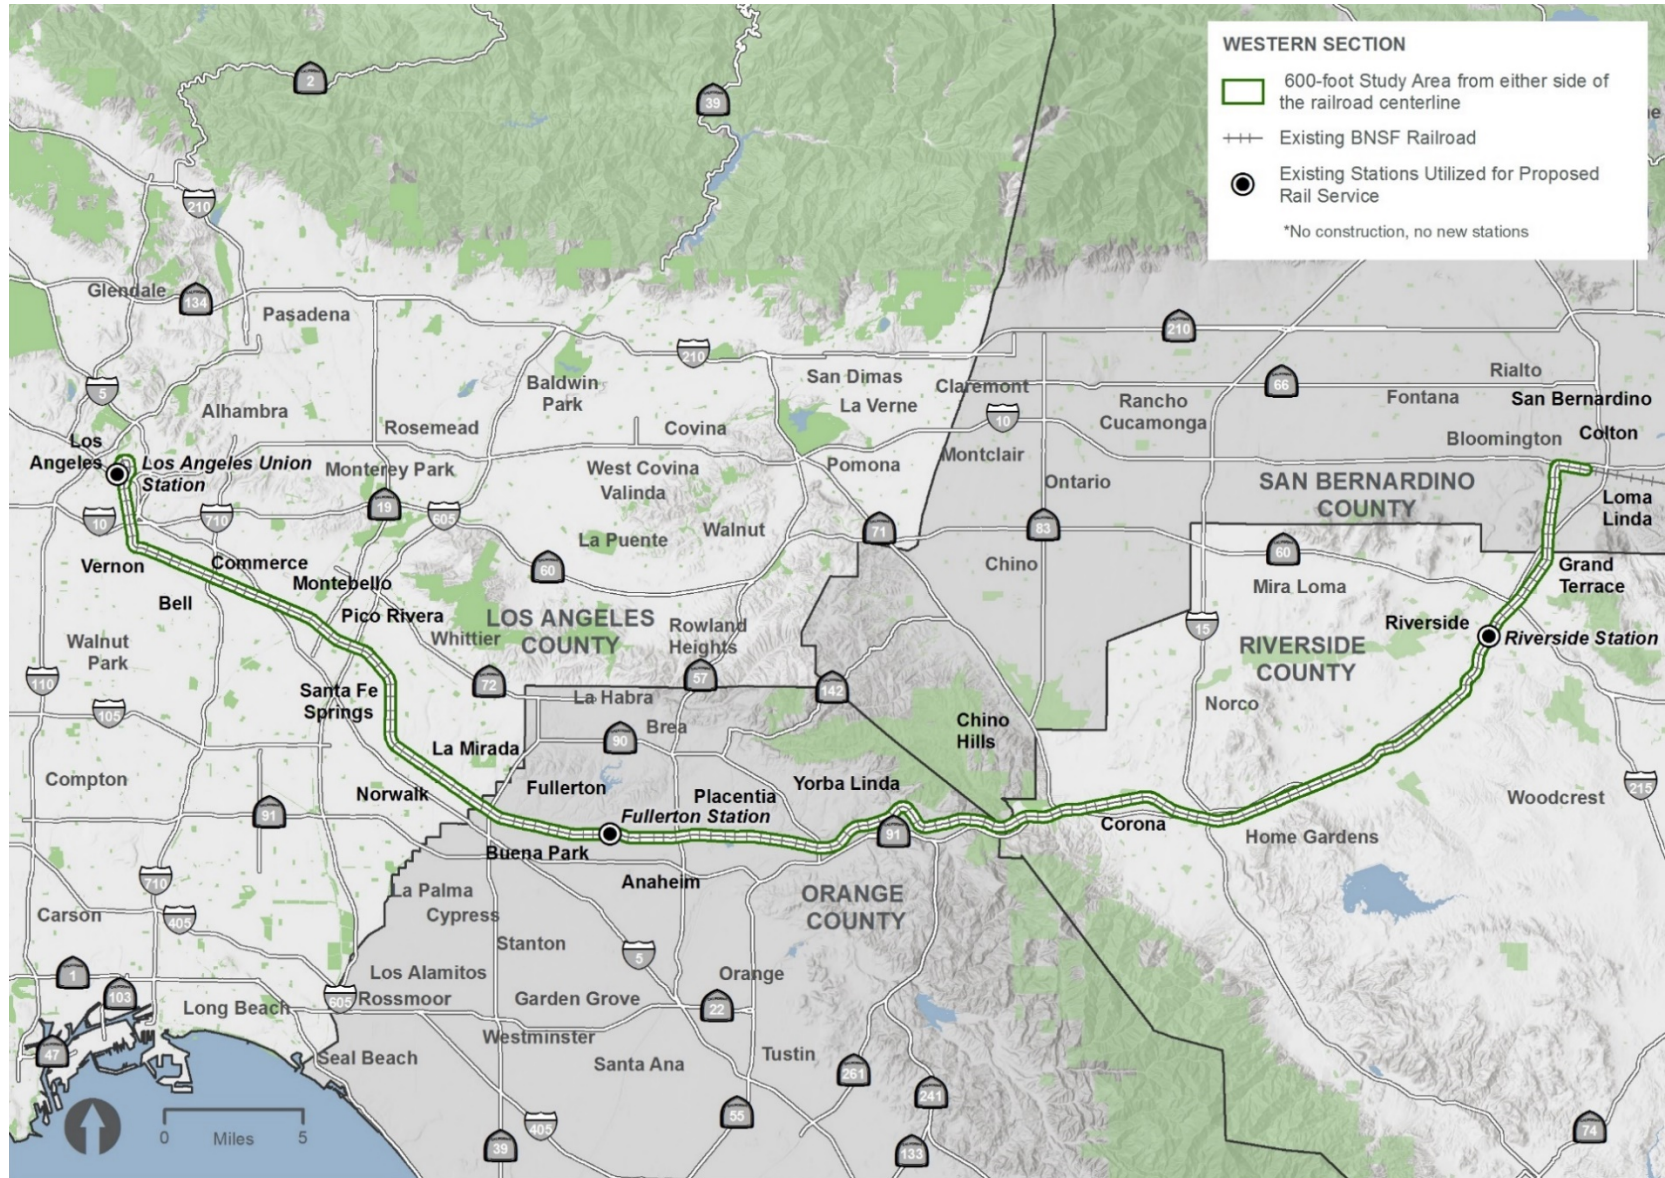 WESTERN SECTION
600-foot Study Area from either side of
the railroad centerline
Existing BNSF Railroad
Existing Stations Utilized for Proposed
Rail Service
*No construction, no new stations
2
39
210
Glendale
134
Pasadena
210
210
5
Alhambra
Baldwin
Park
San Dimas
La Verne
Claremont
66
Rialto
Fontana
San Bernardino
Rancho
Cucamonga
10
Rosemead
Covina
Bloomington
Colton
Los
Angeles
Los Angeles Union
Station
Monterey Park
West Covina
Valinda
Pomona
Montclair
Ontario
SAN BERNARDINO
COUNTY
Loma
Linda
10
710
19
605
La Puente
Walnut
71
83
60
60
Vernon
Commerce
Montebello
Bell
Pico Rivera
Whittier
LOS ANGELES
COUNTY
Rowland
Heights
Chino
Mira Loma
Grand
Terrace
Walnut
Park
15
Riverside
Riverside Station
RIVERSIDE
COUNTY
110
105
Santa Fe
Springs
72
57
142
La Habra
Brea
90
Norco
Chino
Hills
La Mirada
Compton
Norwalk
Fullerton
Placentia
Yorba Linda
91
Fullerton Station
91
Corona
Woodcrest
215
Home Gardens
Buena Park
Anaheim
710
La Palma
Cypress
ORANGE
COUNTY
Carson
405
Stanton
5
1
103
Los Alamitos
Rossmoor
605
Long Beach
Garden Grove
Orange
22
47
Seal Beach
Westminster
Santa Ana
Tustin
261
241
0
Miles
5
39
405
55
133
74